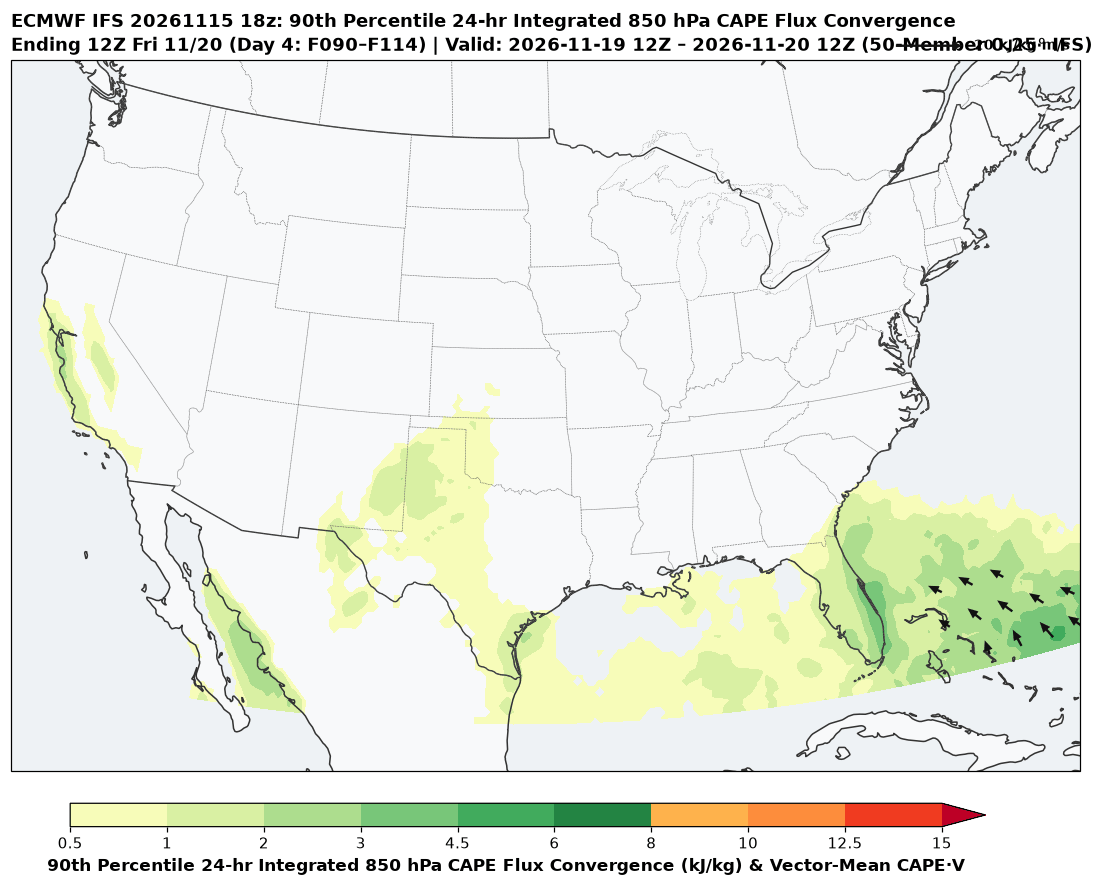 ECMWF IFS 20261115 18z: 90th Percentile 24-hr Integrated 850 hPa CAPE Flux Convergence
Ending 12Z Fri 11/20 (Day 4: F090–F114) | Valid: 2026-11-19 12Z – 2026-11-20 12Z (50-Member 0.25° IFS)
0.5 1 2 3 4.5 6 8 10 12.5 15
90th Percentile 24-hr Integrated 850 hPa CAPE Flux Convergence (kJ/kg) & Vector-Mean CAPE·V